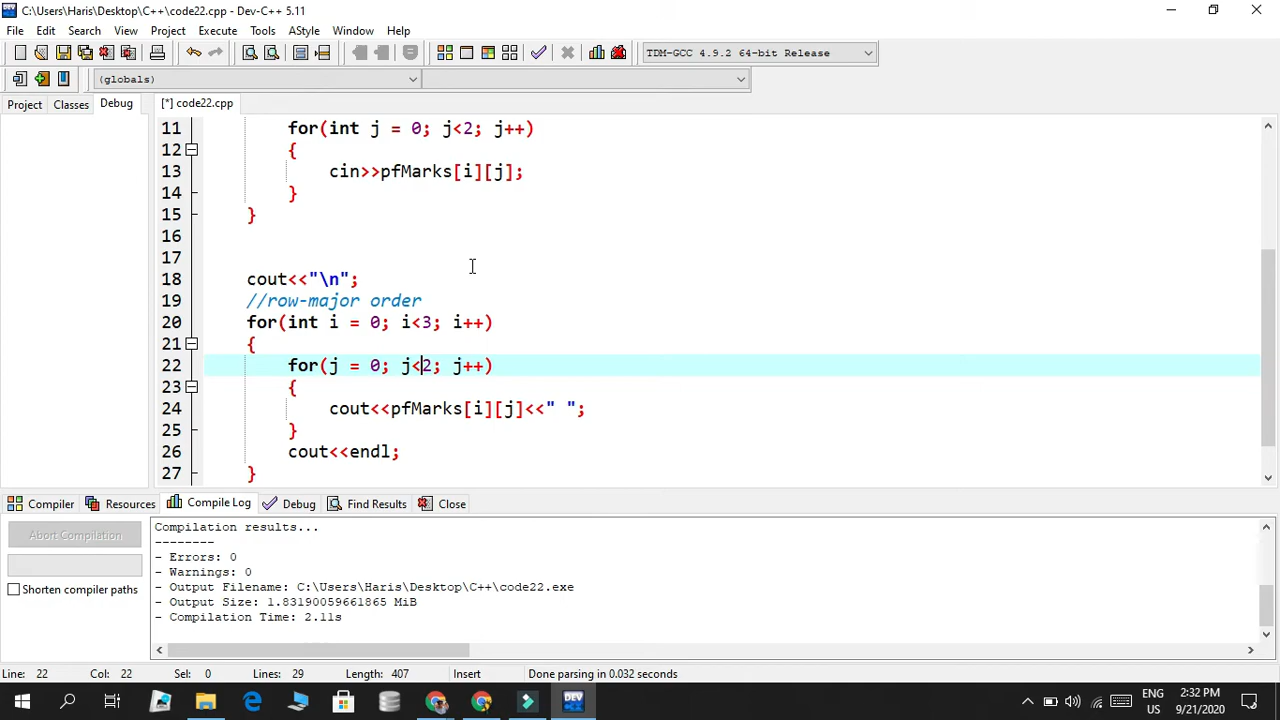 C:\Users\Haris\Desktop\C++\code22.cpp - Dev-C++ 5.11
File Edit Search View Project Execute Tools AStyle Window Help
TDM-GCC 4.9.2 64-bit Release
(globals)
Project Classes Debug [*] code22.cpp
11 for(int j = 0; j<2; j++)
12 {
13 cin>>pfMarks[i][j];
14 }
15 }
16
17
18 cout<<"\n";
19 //row-major order
20 for(int i = 0; i<3; i++)
21 {
22 for(j = 0; j<2; j++)
23 {
24 cout<<pfMarks[i][j]<<" ";
25 }
26 cout<<endl;
27 }
Compiler Resources Compile Log Debug Find Results Close
Abort Compilation
Shorten compiler paths
Compilation results...
--------
- Errors: 0
- Warnings: 0
- Output Filename: C:\Users\Haris\Desktop\C++\code22.exe
- Output Size: 1.83190059661865 MiB
- Compilation Time: 2.11s
Line: 22 Col: 22 Sel: 0 Lines: 29 Length: 407 Insert Done parsing in 0.032 seconds
DEV
ENG
US
2:32 PM
9/21/2020